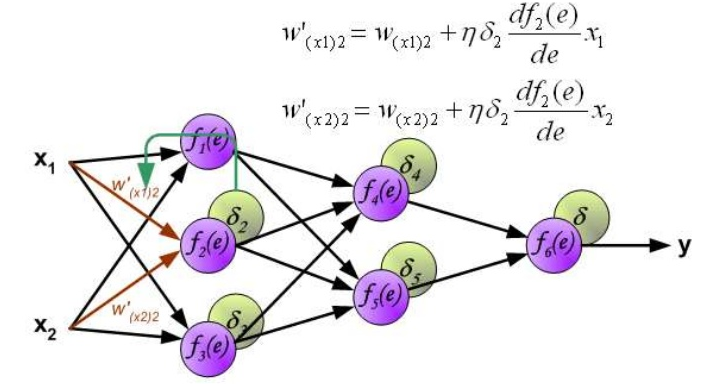 w'(x1)2 = w(x1)2 + ηδ2 df2(e)/de x1
w'(x2)2 = w(x2)2 + ηδ2 df2(e)/de x2
f1(e)
x1
δ4
w'(x1)2
f4(e)
δ2
δ
f2(e)
f6(e)
y
δ5
w'(x2)2
f5(e)
x2
δ3
f3(e)